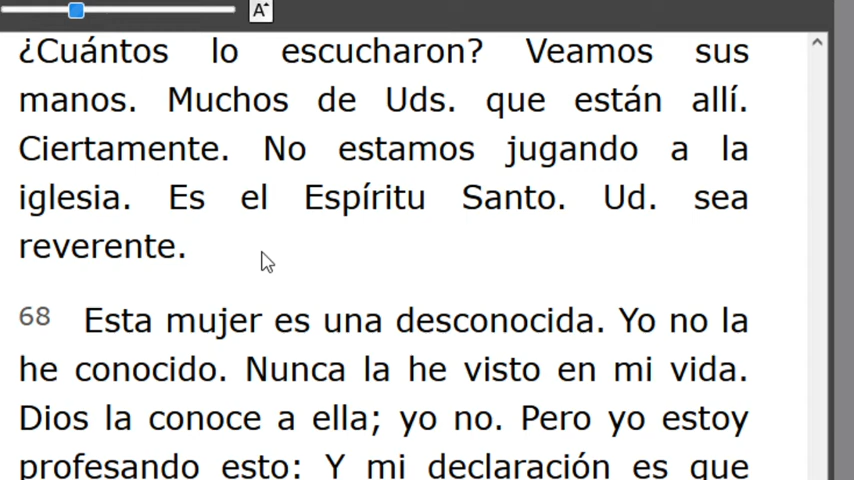 A
¿Cuántos lo escucharon? Veamos sus
manos. Muchos de Uds. que están allí.
Ciertamente. No estamos jugando a la
iglesia. Es el Espíritu Santo. Ud. sea
reverente.
68 Esta mujer es una desconocida. Yo no la
he conocido. Nunca la he visto en mi vida.
Dios la conoce a ella; yo no. Pero yo estoy
profesando esto: Y mi declaración es que